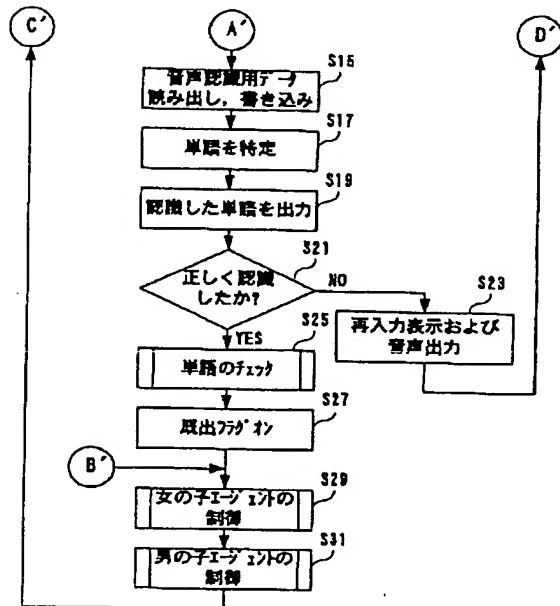 C'
A'
D'
S15
音声認識用データ
読み出し，書き込み
S17
単語を特定
S19
認識した単語を出力
S21
正しく認識
したか?
NO
S23
再入力表示および
音声出力
YES
S25
単語のチェック
S27
既出フラグオン
B'
S29
女の子エージェントの
制御
S31
男の子エージェントの
制御